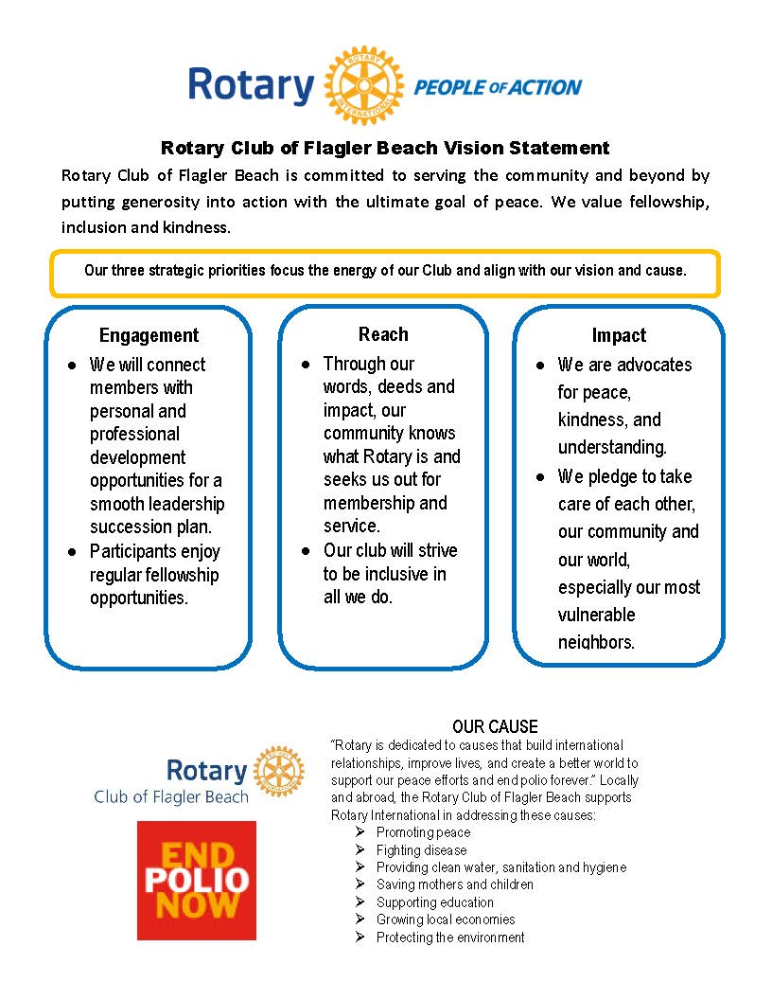 Rotary
ROTARY
INTERNATIONAL
PEOPLE OF ACTION
Rotary Club of Flagler Beach Vision Statement
Rotary Club of Flagler Beach is committed to serving the community and beyond by
putting generosity into action with the ultimate goal of peace. We value fellowship,
inclusion and kindness.
Our three strategic priorities focus the energy of our Club and align with our vision and cause.
Engagement
• We will connect
members with
personal and
professional
development
opportunities for a
smooth leadership
succession plan.
• Participants enjoy
regular fellowship
opportunities.
Reach
• Through our
words, deeds and
impact, our
community knows
what Rotary is and
seeks us out for
membership and
service.
• Our club will strive
to be inclusive in
all we do.
Impact
• We are advocates
for peace,
kindness, and
understanding.
• We pledge to take
care of each other,
our community and
our world,
especially our most
vulnerable
neighbors.
Rotary
Club of Flagler Beach
ROTARY
INTERNATIONAL
END
POLIO
NOW
OUR CAUSE
“Rotary is dedicated to causes that build international
relationships, improve lives, and create a better world to
support our peace efforts and end polio forever.” Locally
and abroad, the Rotary Club of Flagler Beach supports
Rotary International in addressing these causes:
➢ Promoting peace
➢ Fighting disease
➢ Providing clean water, sanitation and hygiene
➢ Saving mothers and children
➢ Supporting education
➢ Growing local economies
➢ Protecting the environment